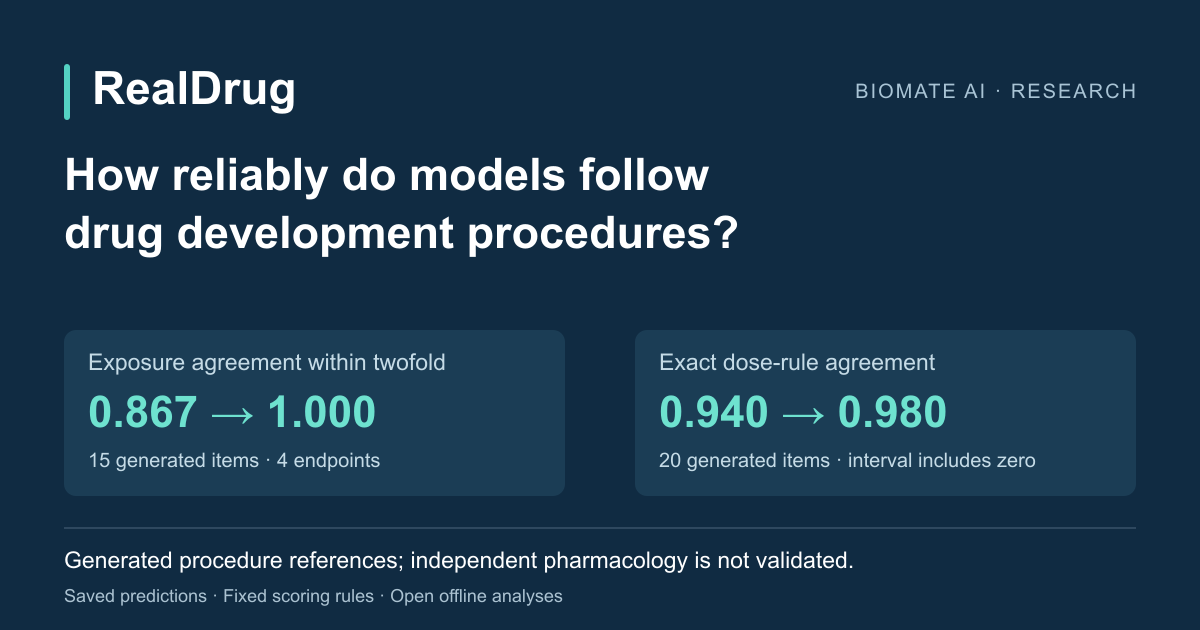 RealDrug
BIOMATE AI · RESEARCH
How reliably do models follow
drug development procedures?
Exposure agreement within twofold
0.867 → 1.000
15 generated items · 4 endpoints
Exact dose-rule agreement
0.940 → 0.980
20 generated items · interval includes zero
Generated procedure references; independent pharmacology is not validated.
Saved predictions · Fixed scoring rules · Open offline analyses